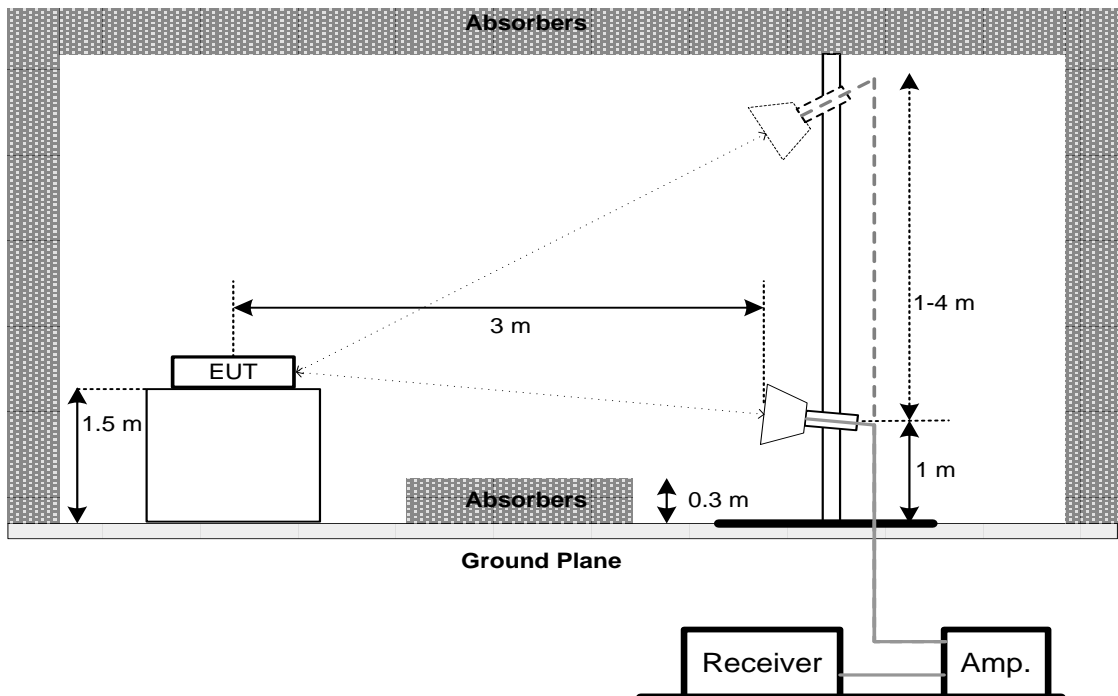 Absorbers
1-4 m
3 m
EUT
1.5 m
1 m
Absorbers
0.3 m
Ground Plane
Receiver
Amp.